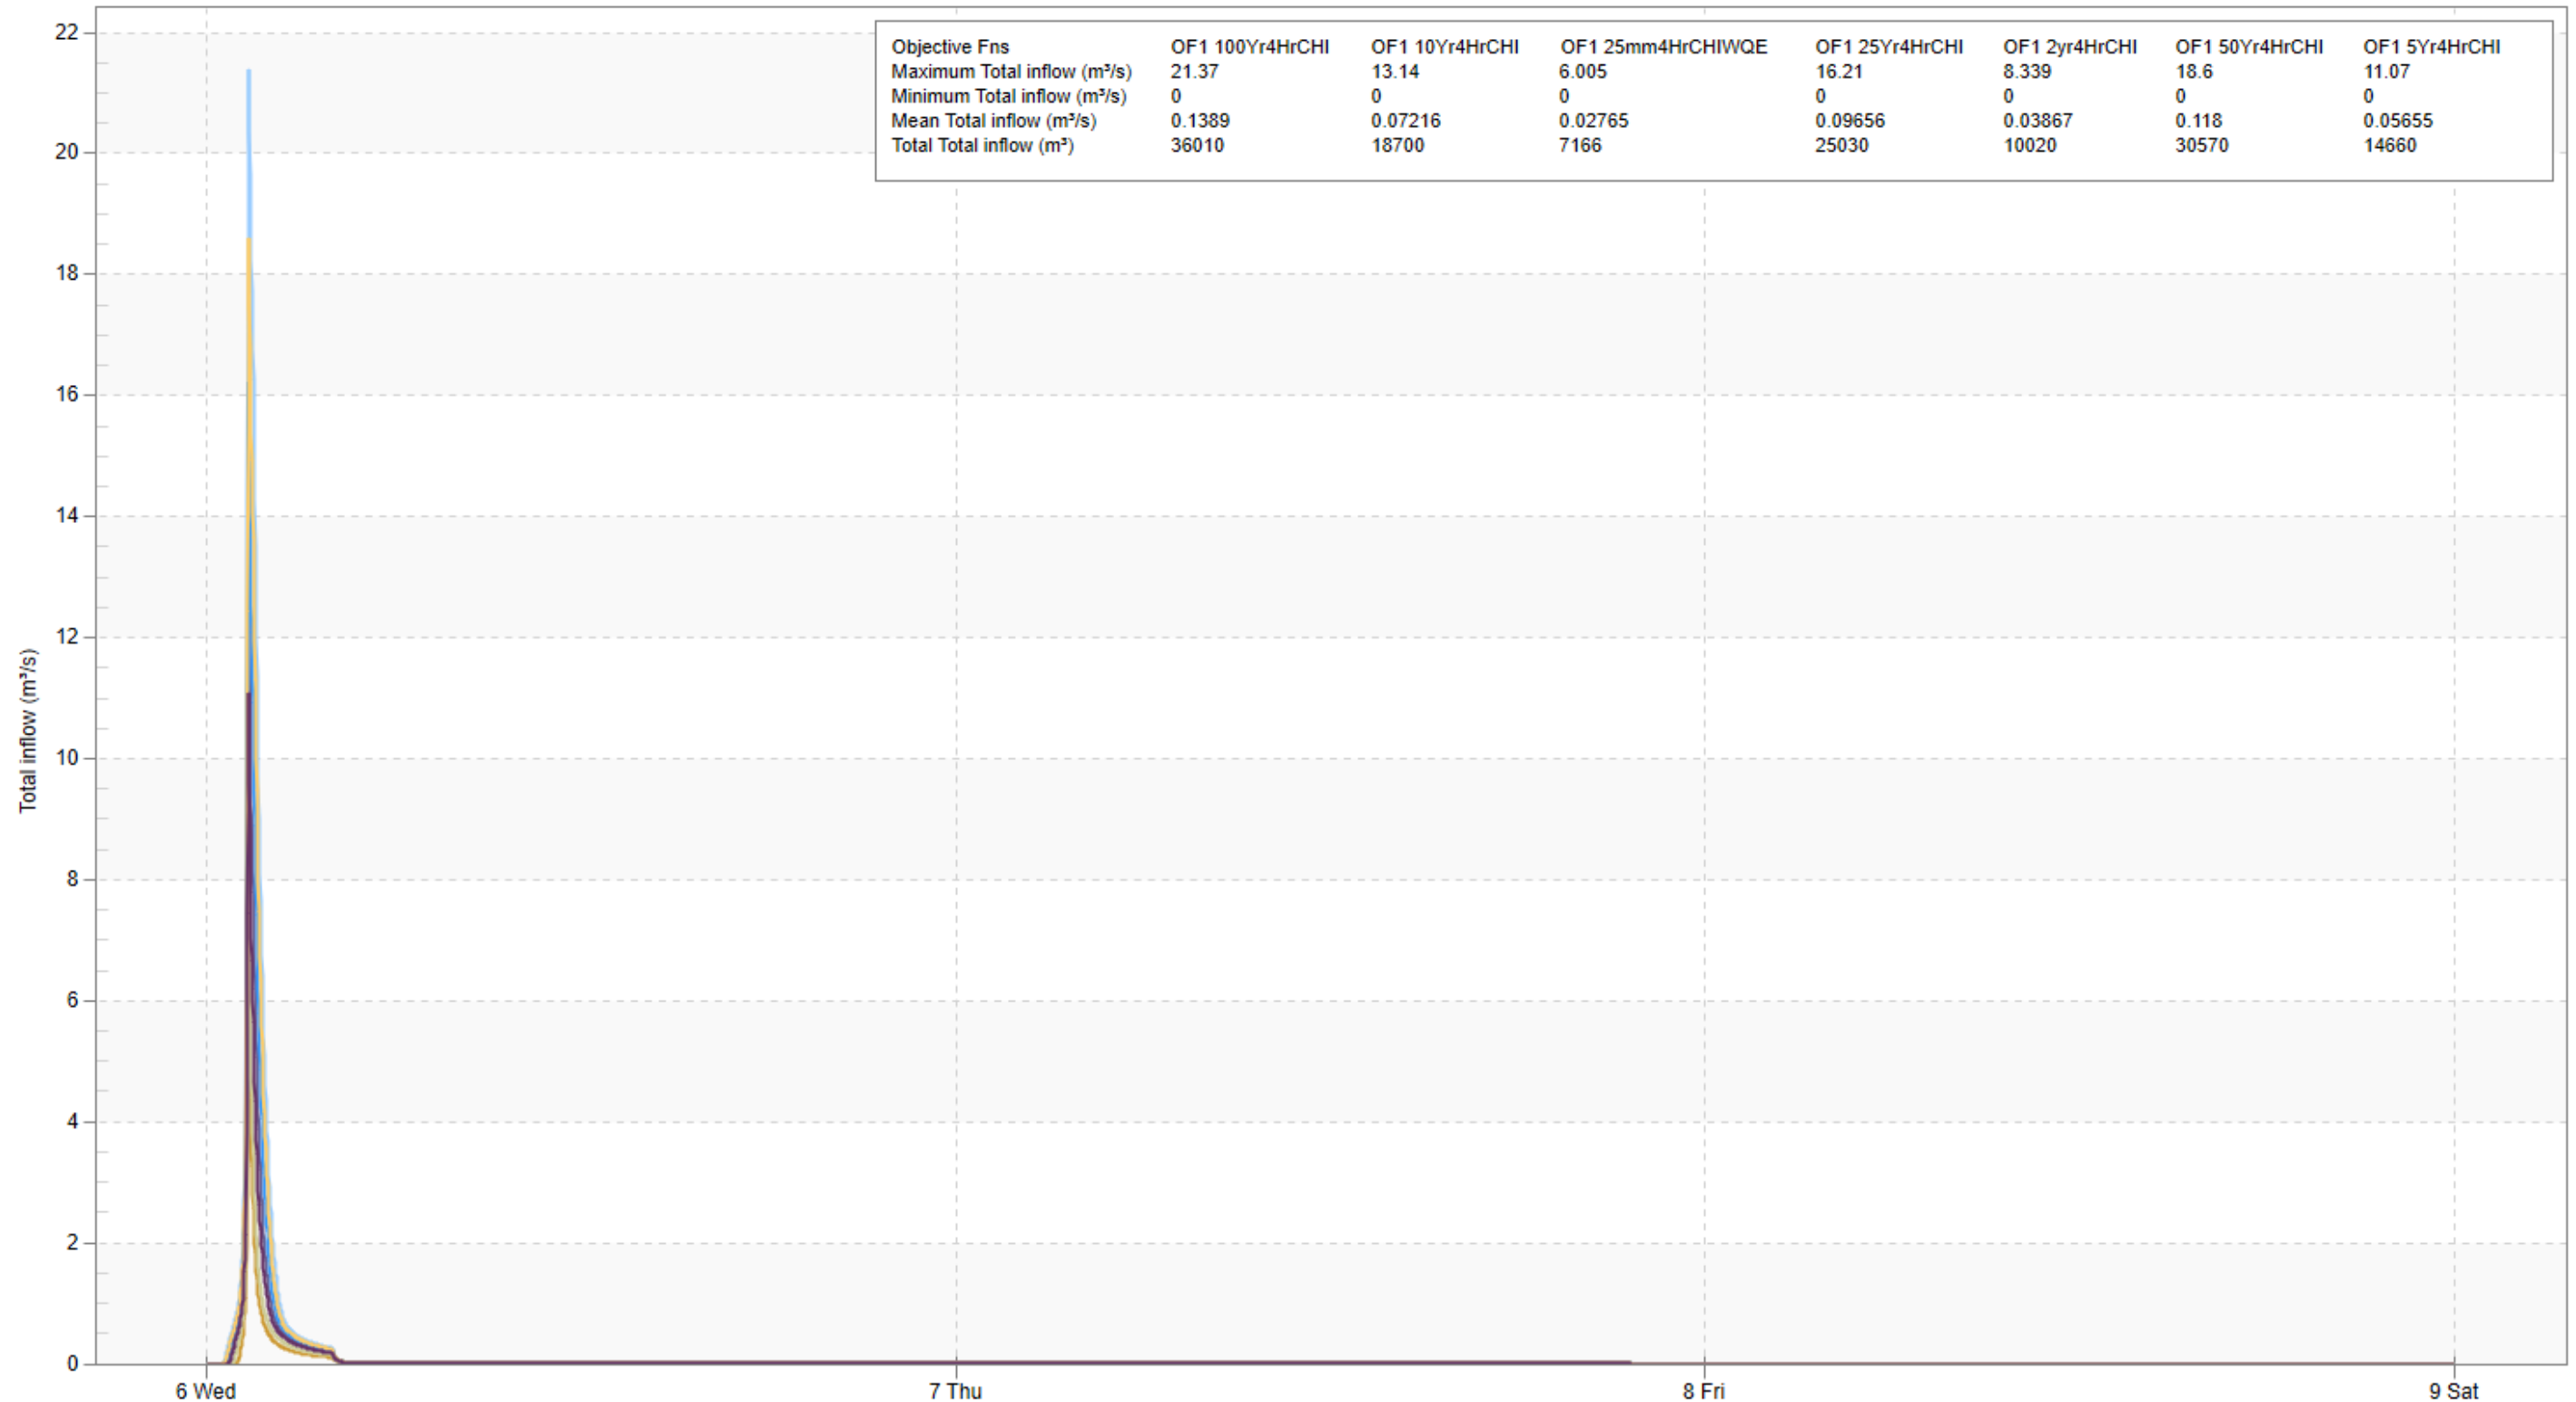 Objective Fns OF1 100Yr4HrCHI OF1 10Yr4HrCHI OF1 25mm4HrCHIWQE OF1 25Yr4HrCHI OF1 2yr4HrCHI OF1 50Yr4HrCHI OF1 5Yr4HrCHI
Maximum Total inflow (m³/s) 21.37 13.14 6.005 16.21 8.339 18.6 11.07
Minimum Total inflow (m³/s) 0 0 0 0 0 0 0
Mean Total inflow (m³/s) 0.1389 0.07216 0.02765 0.09656 0.03867 0.118 0.05655
Total Total inflow (m³) 36010 18700 7166 25030 10020 30570 14660
Total inflow (m³/s)
22
20
18
16
14
12
10
8
6
4
2
0
6 Wed 7 Thu 8 Fri 9 Sat